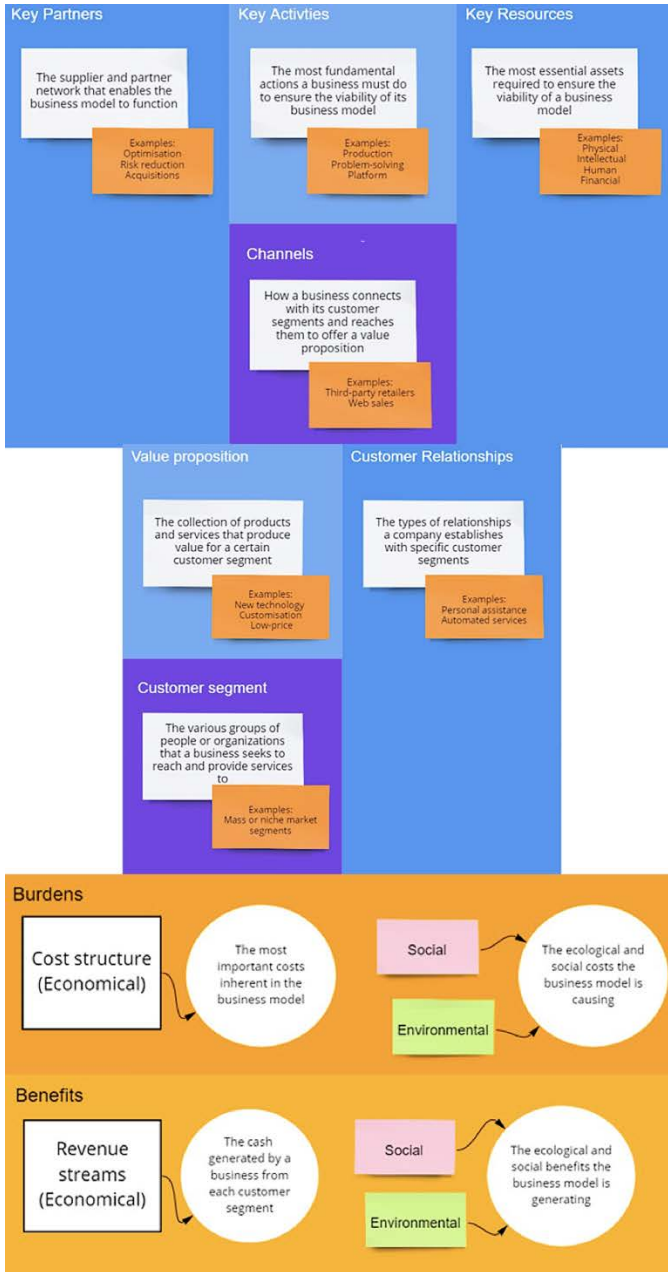 Key Partners
The supplier and partner
network that enables the
business model to function
Examples:
Optimisation
Risk reduction
Acquisitions
Key Activties
The most fundamental
actions a business must do
to ensure the viability of its
business model
Examples:
Production
Problem-solving
Platform
Key Resources
The most essential assets
required to ensure the
viability of a business
model
Examples:
Physical
Intellectual
Human
Financial
Channels
How a business connects
with its customer
segments and reaches
them to offer a value
proposition
Examples:
Third-party retailers
Web sales
Value proposition
The collection of products
and services that produce
value for a certain
customer segment
Examples:
New technology
Customisation
Low-price
Customer Relationships
The types of relationships
a company establishes
with specific customer
segments
Examples:
Personal assistance
Automated services
Customer segment
The various groups of
people or organizations
that a business seeks to
reach and provide services
to
Examples:
Mass or niche market
segments
Burdens
Cost structure
(Economical)
The most
important costs
inherent in the
business model
Social
Environmental
The ecological and
social costs the
business model is
causing
Benefits
Revenue
streams
(Economical)
The cash
generated by a
business from
each customer
segment
Social
Environmental
The ecological and
social benefits the
business model is
generating